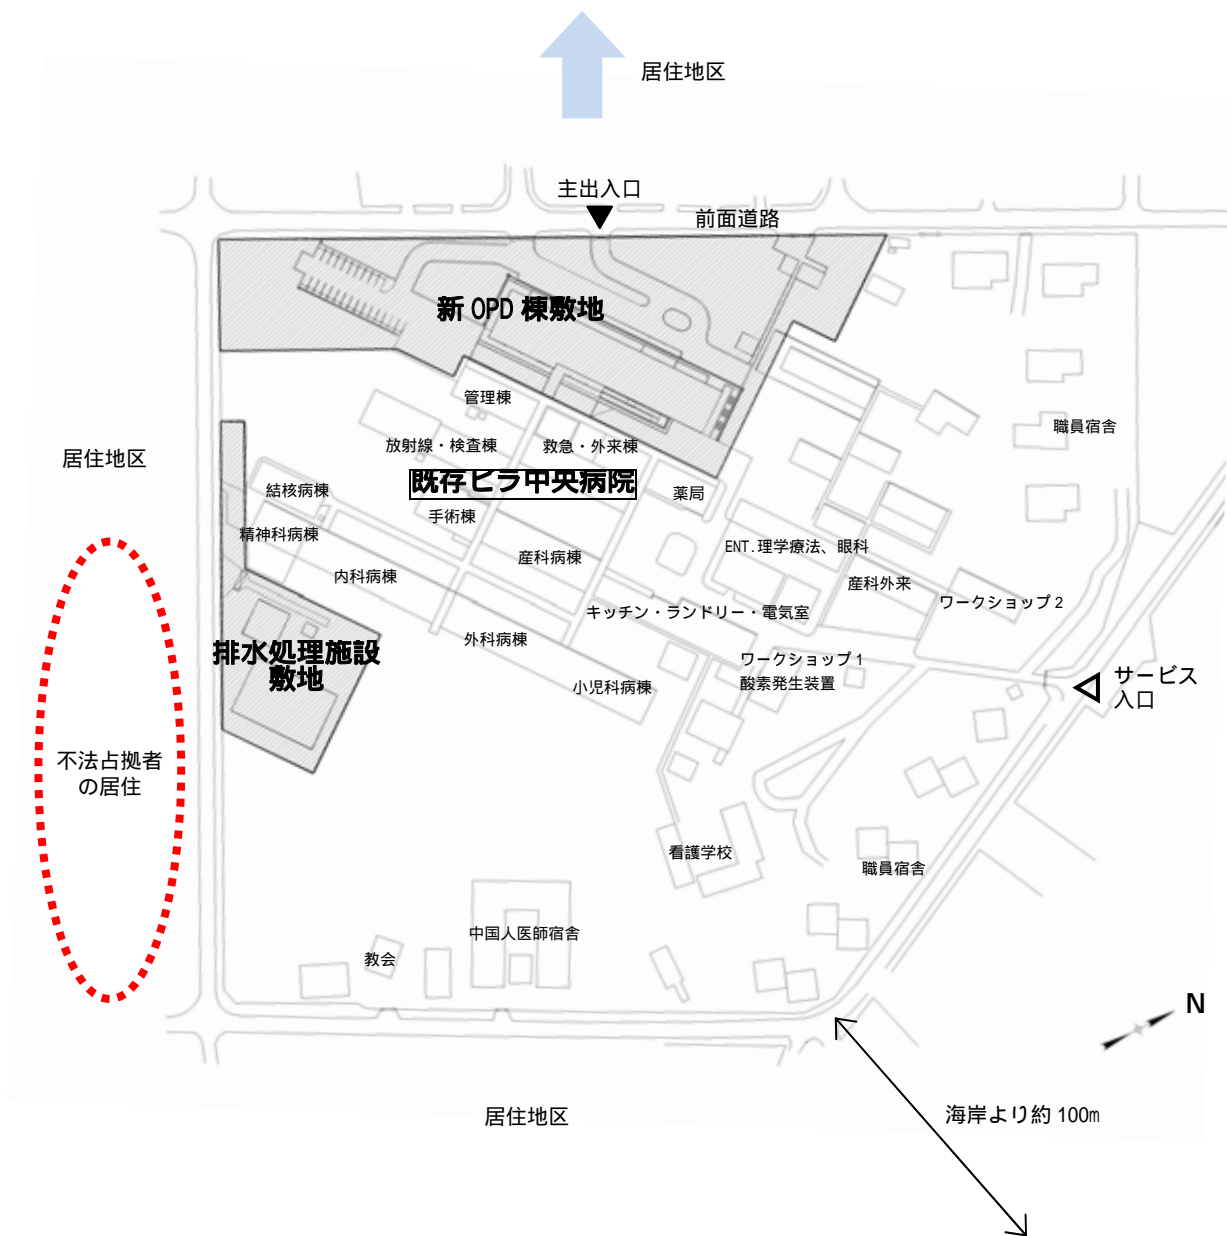 居住地区
主出入口
前面道路
新 OPD 棟敷地
管理棟
職員宿舎
放射線・検査棟
救急・外来棟
居住地区
既存ビラ中央病院
結核病棟
薬局
手術棟
精神科病棟
産科病棟
ENT.理学療法、眼科
内科病棟
産科外来
ワークショップ2
キッチン・ランドリー・電気室
外科病棟
排水処理施設
敷地
ワークショップ1
酸素発生装置
小児科病棟
サービス
入口
不法占拠者
の居住
看護学校
職員宿舎
中国人医師宿舎
教会
N
居住地区
海岸より約 100m